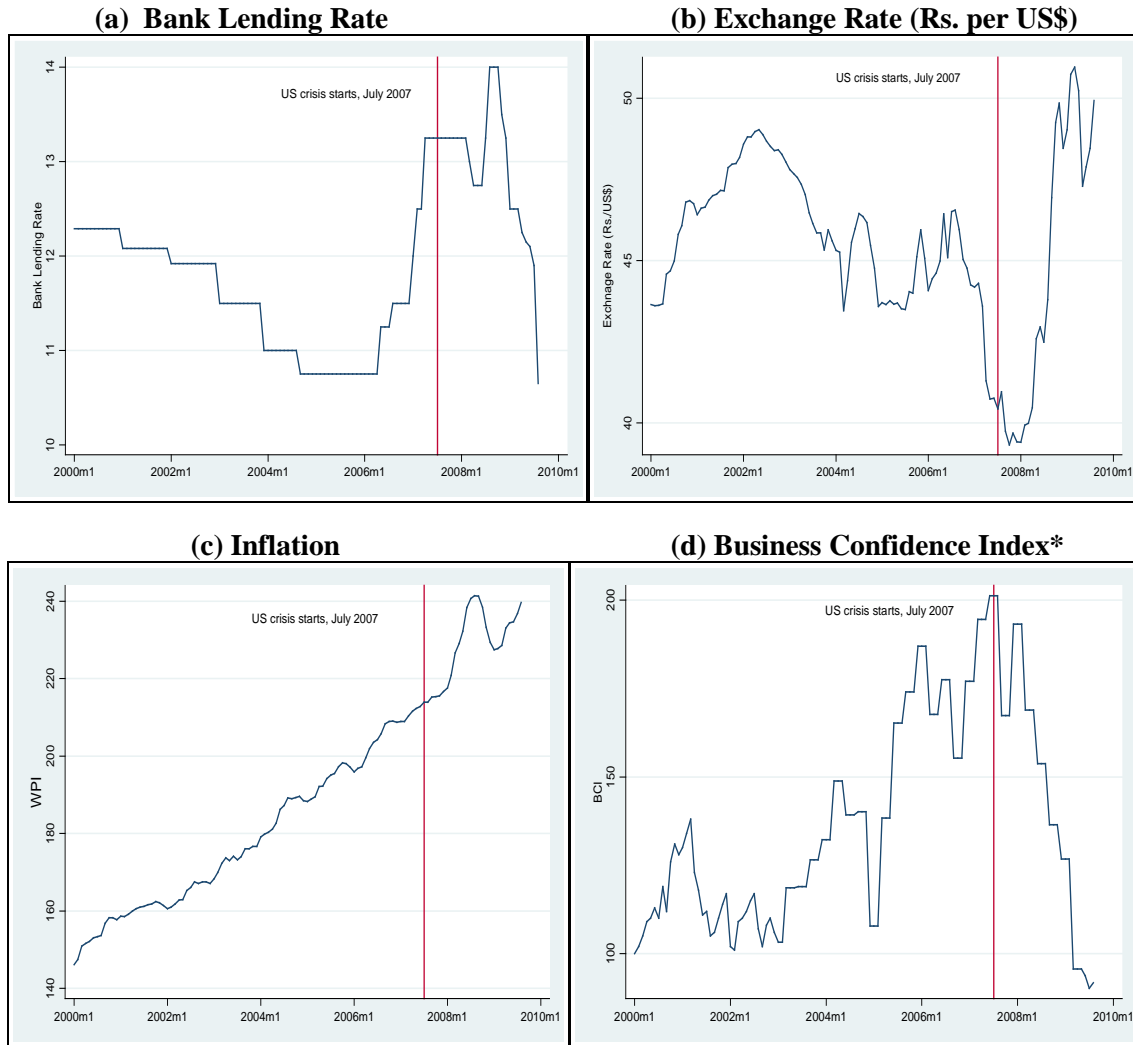 (a) Bank Lending Rate
(b) Exchange Rate (Rs. per US$)
14
13
12
11
10
Bank Lending Rate
US crisis starts, July 2007
2000m1 2002m1 2004m1 2006m1 2008m1 2010m1
50
45
40
Exchnage Rate (Rs./US$)
US crisis starts, July 2007
2000m1 2002m1 2004m1 2006m1 2008m1 2010m1
(c) Inflation
(d) Business Confidence Index*
240
220
200
180
160
140
WPI
US crisis starts, July 2007
2000m1 2002m1 2004m1 2006m1 2008m1 2010m1
200
150
100
BCI
US crisis starts, July 2007
2000m1 2002m1 2004m1 2006m1 2008m1 2010m1